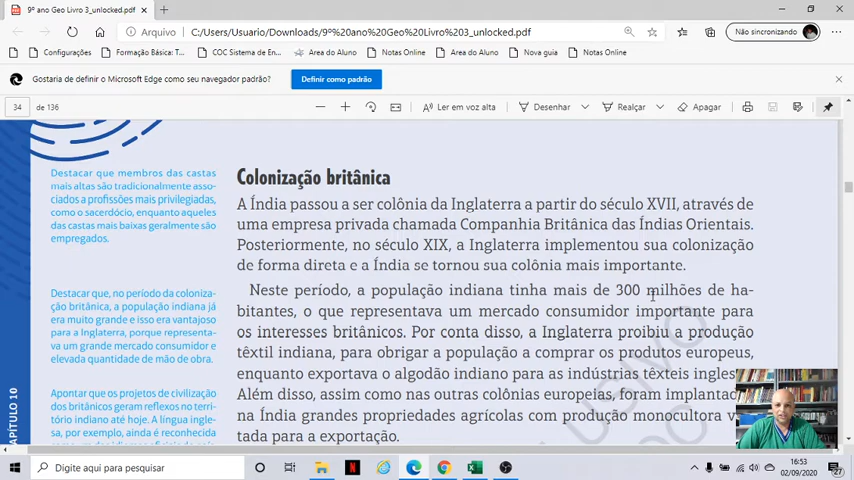 9º ano Geo Livro 3_unlocked.pdf
Arquivo
C:/Users/Usuario/Downloads/9º%20ano%20Geo%20Livro%203_unlocked.pdf
Não sincronizando
Configurações
Formação Básica: T...
COC Sistema de En...
Area do Aluno
Notas Online
Area do Aluno
Nova guia
Notas Online
Gostaria de definir o Microsoft Edge como seu navegador padrão?
Definir como padrão
34 de 136
Ler em voz alta
Desenhar
Realçar
Apagar
Destacar que membros das castas
mais altas são tradicionalmente asso-
ciados a profissões mais privilegiadas,
como o sacerdócio, enquanto aqueles
das castas mais baixas geralmente são
empregados.
Destacar que, no período da coloniza-
ção britânica, a população indiana já
era muito grande e isso era vantajoso
para a Inglaterra, porque representa-
va um grande mercado consumidor e
elevada quantidade de mão de obra.
Apontar que os projetos de civilização
dos britânicos geram reflexos no terri-
tório indiano até hoje. A língua ingle-
sa, por exemplo, ainda é reconhecida
CAPÍTULO 10
Colonização britânica
A Índia passou a ser colônia da Inglaterra a partir do século XVII, através de
uma empresa privada chamada Companhia Britânica das Índias Orientais.
Posteriormente, no século XIX, a Inglaterra implementou sua colonização
de forma direta e a Índia se tornou sua colônia mais importante.
Neste período, a população indiana tinha mais de 300 milhões de ha-
bitantes, o que representava um mercado consumidor importante para
os interesses britânicos. Por conta disso, a Inglaterra proibiu a produção
têxtil indiana, para obrigar a população a comprar os produtos europeus,
enquanto exportava o algodão indiano para as indústrias têxteis ingles
Além disso, assim como nas outras colônias europeias, foram implantad
na Índia grandes propriedades agrícolas com produção monocultora v
tada para a exportação.
Digite aqui para pesquisar
16:53
02/09/2020
27